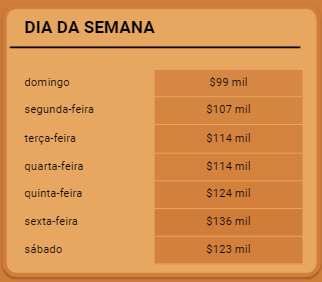 DIA DA SEMANA
domingo $99 mil
segunda-feira $107 mil
terça-feira $114 mil
quarta-feira $114 mil
quinta-feira $124 mil
sexta-feira $136 mil
sábado $123 mil